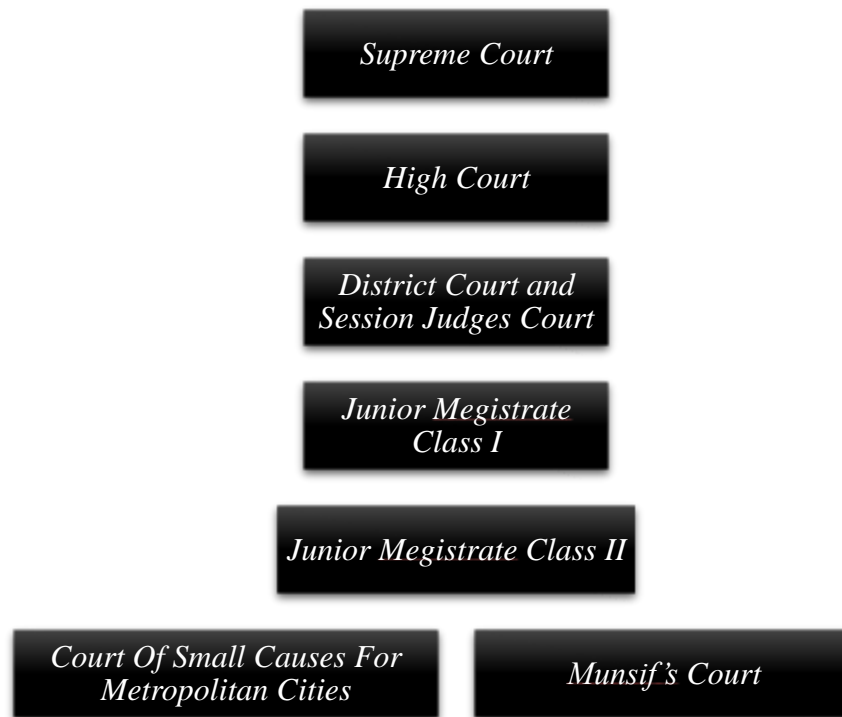 Supreme Court
High Court
District Court and
Session Judges Court
Junior Megistrate
Class I
Junior Megistrate Class II
Court Of Small Causes For
Metropolitan Cities
Munsif’s Court